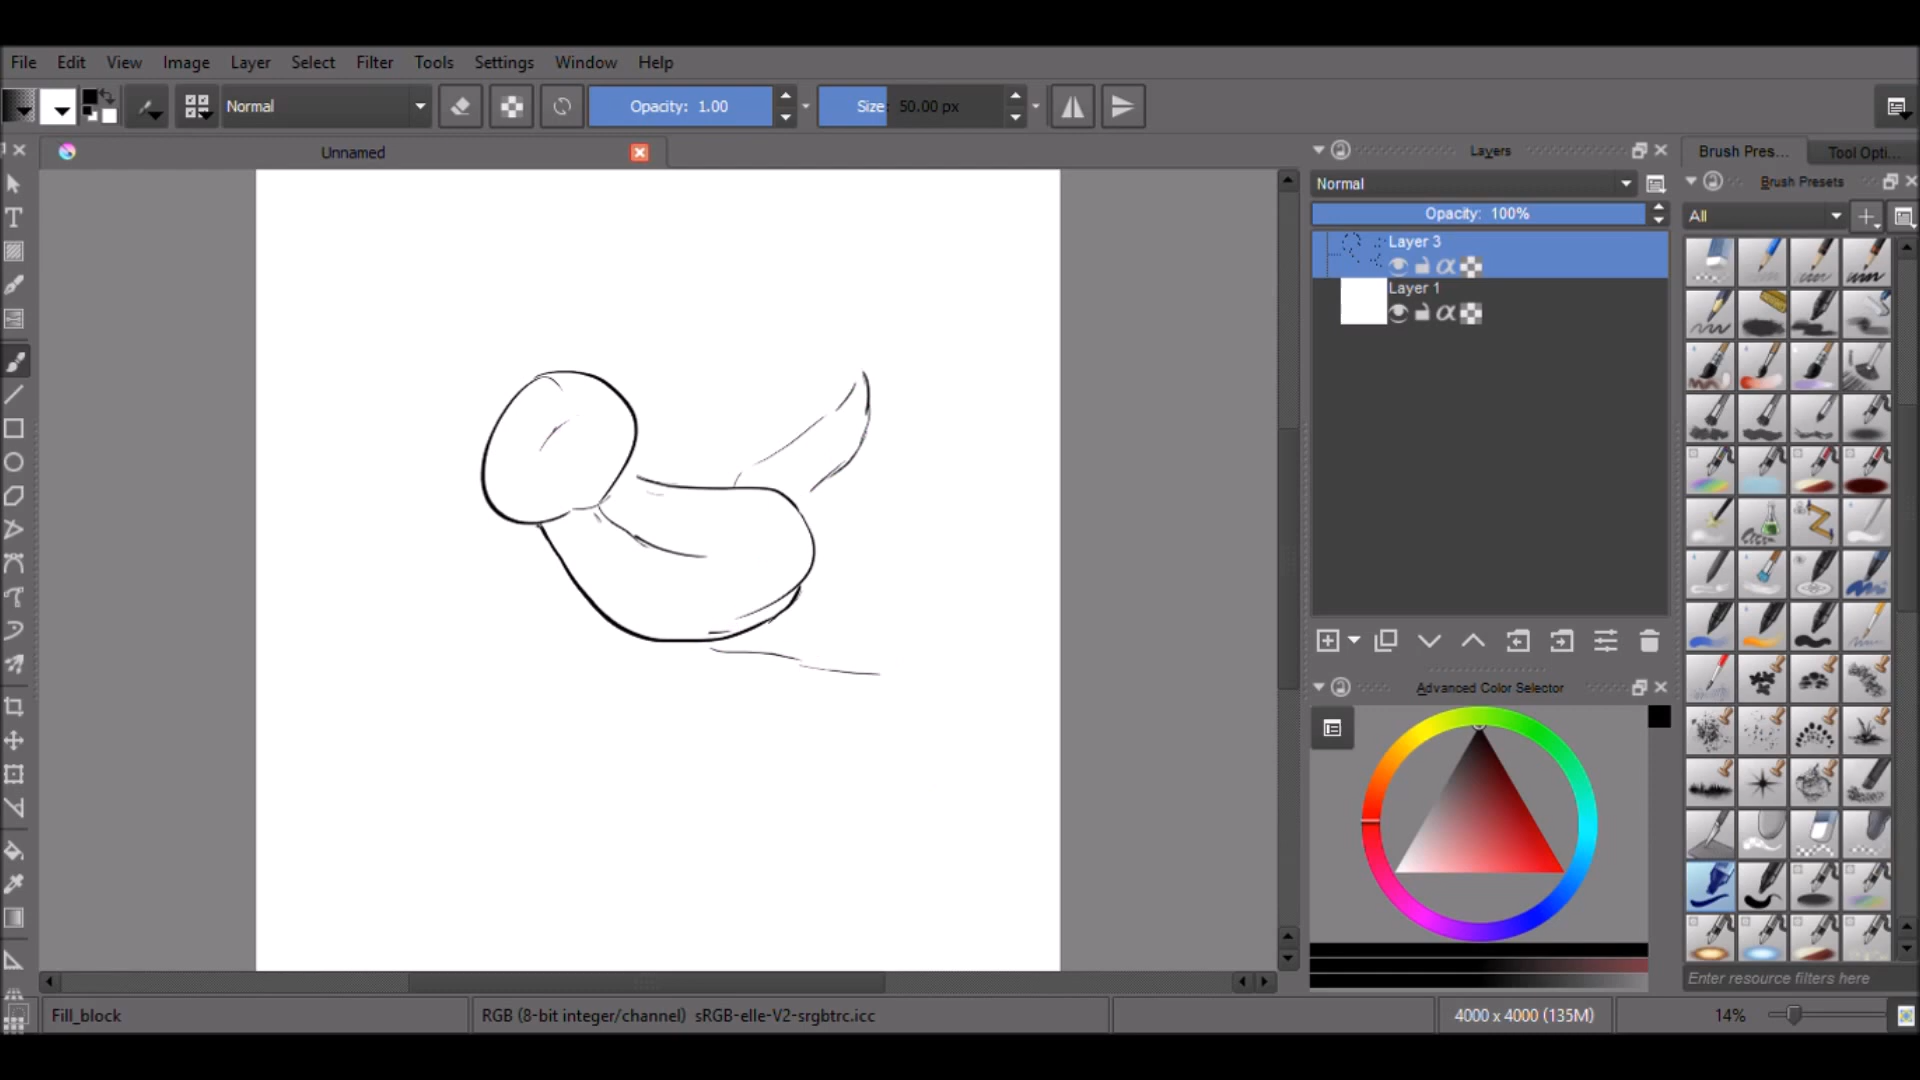 File Edit View Image Layer Select Filter Tools Settings Window Help
Normal Opacity: 1.00 Size: 50.00 px
Unnamed
Layers
Normal
Opacity: 100%
Layer 3
Layer 1
Advanced Color Selector
Brush Pres... Tool Opti...
Brush Presets
All
Enter resource filters here
Fill_block RGB (8-bit integer/channel) sRGB-elle-V2-srgbtrc.icc 4000 x 4000 (135M) 14%